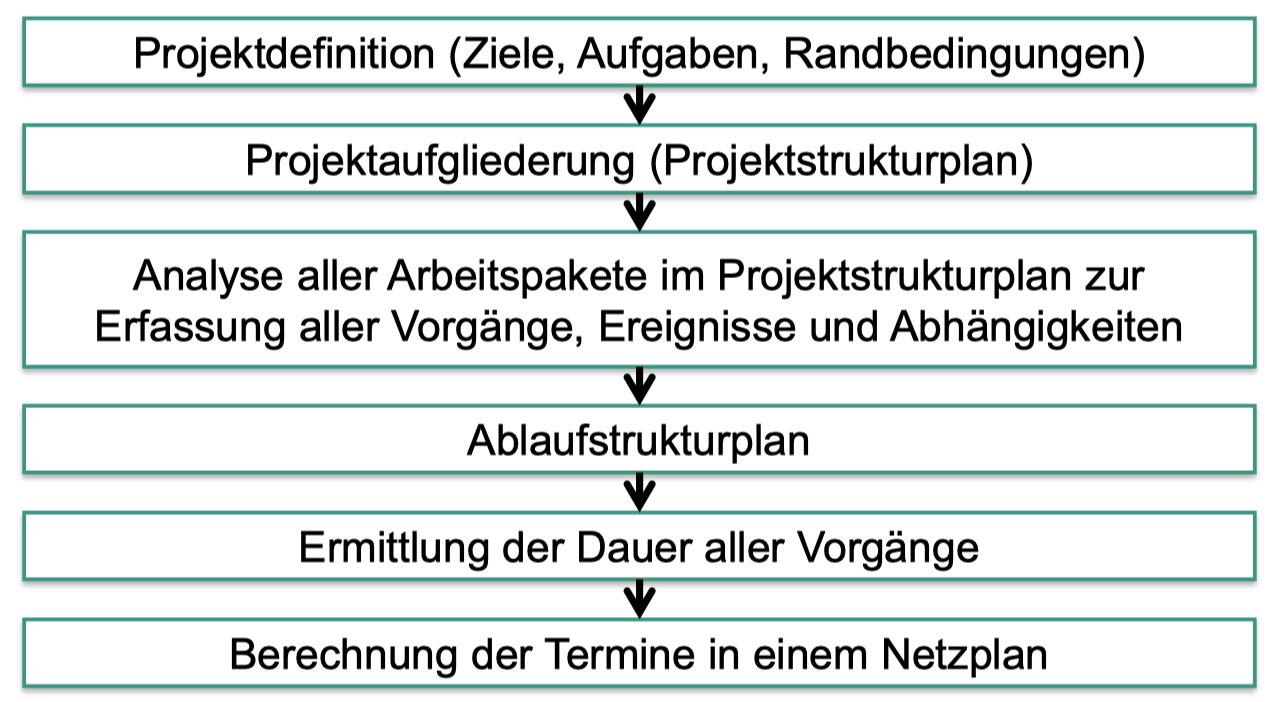 Projektdefinition (Ziele, Aufgaben, Randbedingungen)
Projektaufgliederung (Projektstrukturplan)
Analyse aller Arbeitspakete im Projektstrukturplan zur
Erfassung aller Vorgänge, Ereignisse und Abhängigkeiten
Ablaufstrukturplan
Ermittlung der Dauer aller Vorgänge
Berechnung der Termine in einem Netzplan